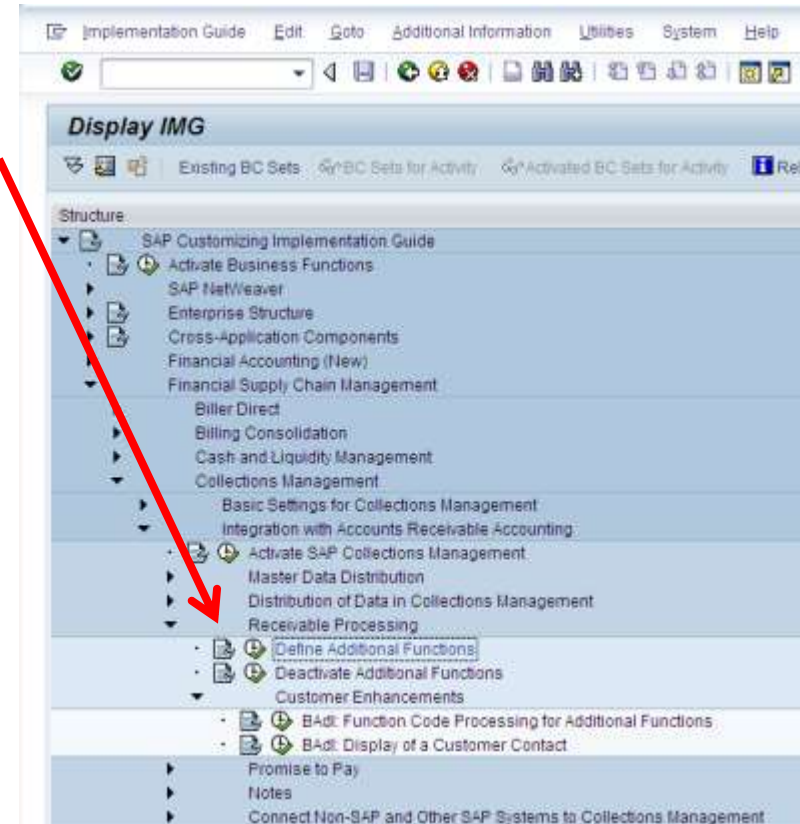 Implementation Guide Edit Goto Additional Information Utilities System Help
Display IMG
Existing BC Sets BC Sets for Activity Activated BC Sets for Activity Rel
Structure
SAP Customizing Implementation Guide
Activate Business Functions
SAP NetWeaver
Enterprise Structure
Cross-Application Components
Financial Accounting (New)
Financial Supply Chain Management
Biller Direct
Billing Consolidation
Cash and Liquidity Management
Collections Management
Basic Settings for Collections Management
Integration with Accounts Receivable Accounting
Activate SAP Collections Management
Master Data Distribution
Distribution of Data in Collections Management
Receivable Processing
Define Additional Functions
Deactivate Additional Functions
Customer Enhancements
BAdI: Function Code Processing for Additional Functions
BAdI: Display of a Customer Contact
Promise to Pay
Notes
Connect Non-SAP and Other SAP Systems to Collections Management